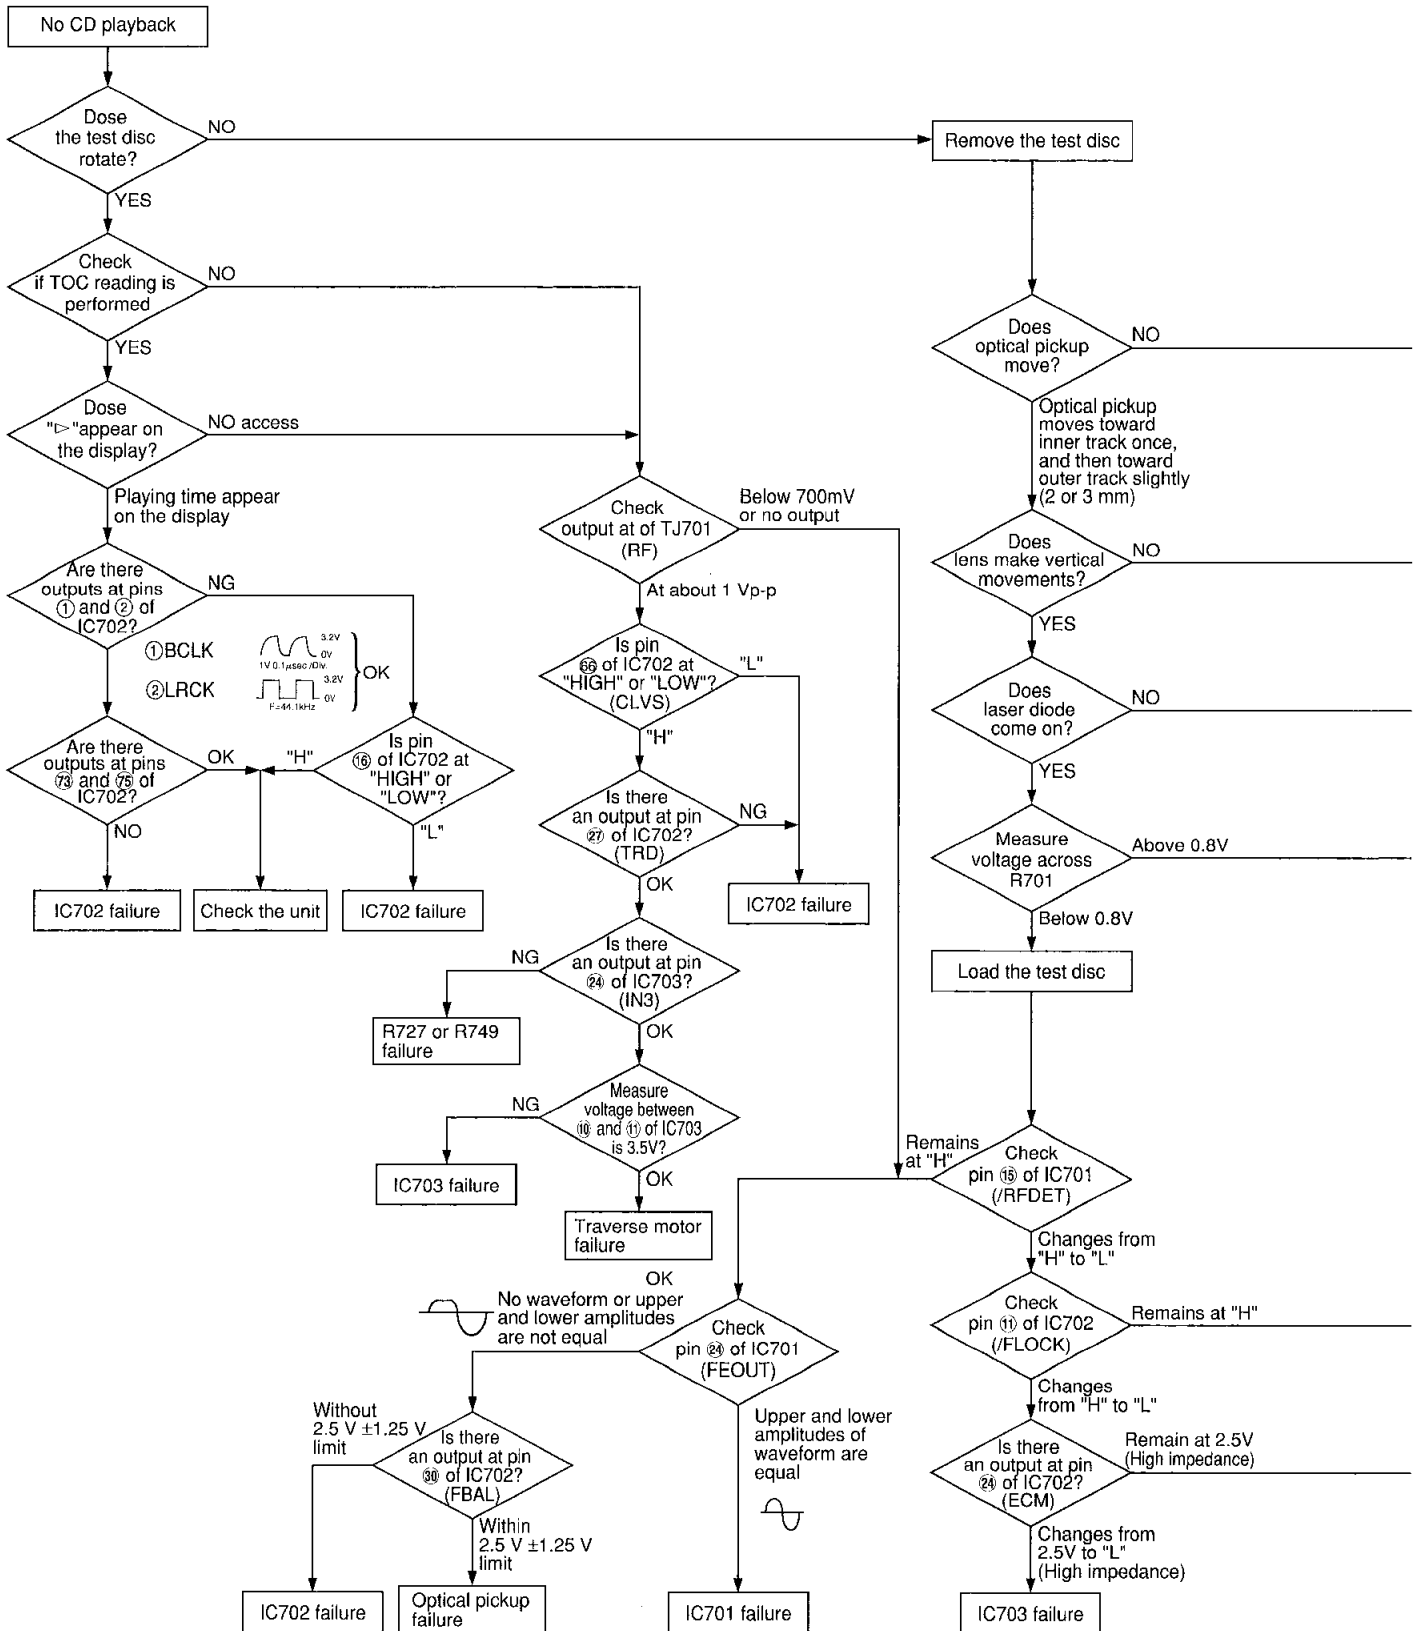 No CD playback
Dose
the test disc
rotate?
NO
YES
Remove the test disc
Check
if TOC reading is
performed
NO
YES
Dose
"▷"appear on
the display?
NO access
Playing time appear
on the display
Are there
outputs at pins
① and ② of
IC702?
NG
①BCLK
3.2V
0V
1V 0.1µsec /Div.
②LRCK
3.2V
0V
F=44.1kHz
OK
Are there
outputs at pins
73 and 75 of
IC702?
OK
NO
"H"
Is pin
⑯ of IC702 at
"HIGH" or
"LOW"?
"L"
IC702 failure
Check the unit
IC702 failure
Check
output at of TJ701
(RF)
Below 700mV
or no output
At about 1 Vp-p
Is pin
66 of IC702 at
"HIGH" or "LOW"?
(CLVS)
"L"
"H"
Is there
an output at pin
㉗ of IC702?
(TRD)
NG
OK
IC702 failure
Is there
an output at pin
㉔ of IC703?
(IN3)
NG
OK
R727 or R749
failure
Measure
voltage between
⑩ and ⑪ of IC703
is 3.5V?
NG
OK
IC703 failure
Traverse motor
failure
Does
optical pickup
move?
NO
Optical pickup
moves toward
inner track once,
and then toward
outer track slightly
(2 or 3 mm)
Does
lens make vertical
movements?
NO
YES
Does
laser diode
come on?
NO
YES
Measure
voltage across
R701
Above 0.8V
Below 0.8V
Load the test disc
Remains
at "H"
Check
pin ⑮ of IC701
(/RFDET)
Changes from
"H" to "L"
Check
pin ⑪ of IC702
(/FLOCK)
Remains at "H"
Changes
from "H" to "L"
Is there
an output at pin
㉔ of IC702?
(ECM)
Remain at 2.5V
(High impedance)
Changes from
2.5V to "L"
(High impedance)
IC703 failure
OK
No waveform or upper
and lower amplitudes
are not equal
Check
pin ㉔ of IC701
(FEOUT)
Upper and lower
amplitudes of
waveform are
equal
Without
2.5 V ±1.25 V
limit
Is there
an output at pin
㉚ of IC702?
(FBAL)
Within
2.5 V ±1.25 V
limit
IC702 failure
Optical pickup
failure
IC701 failure